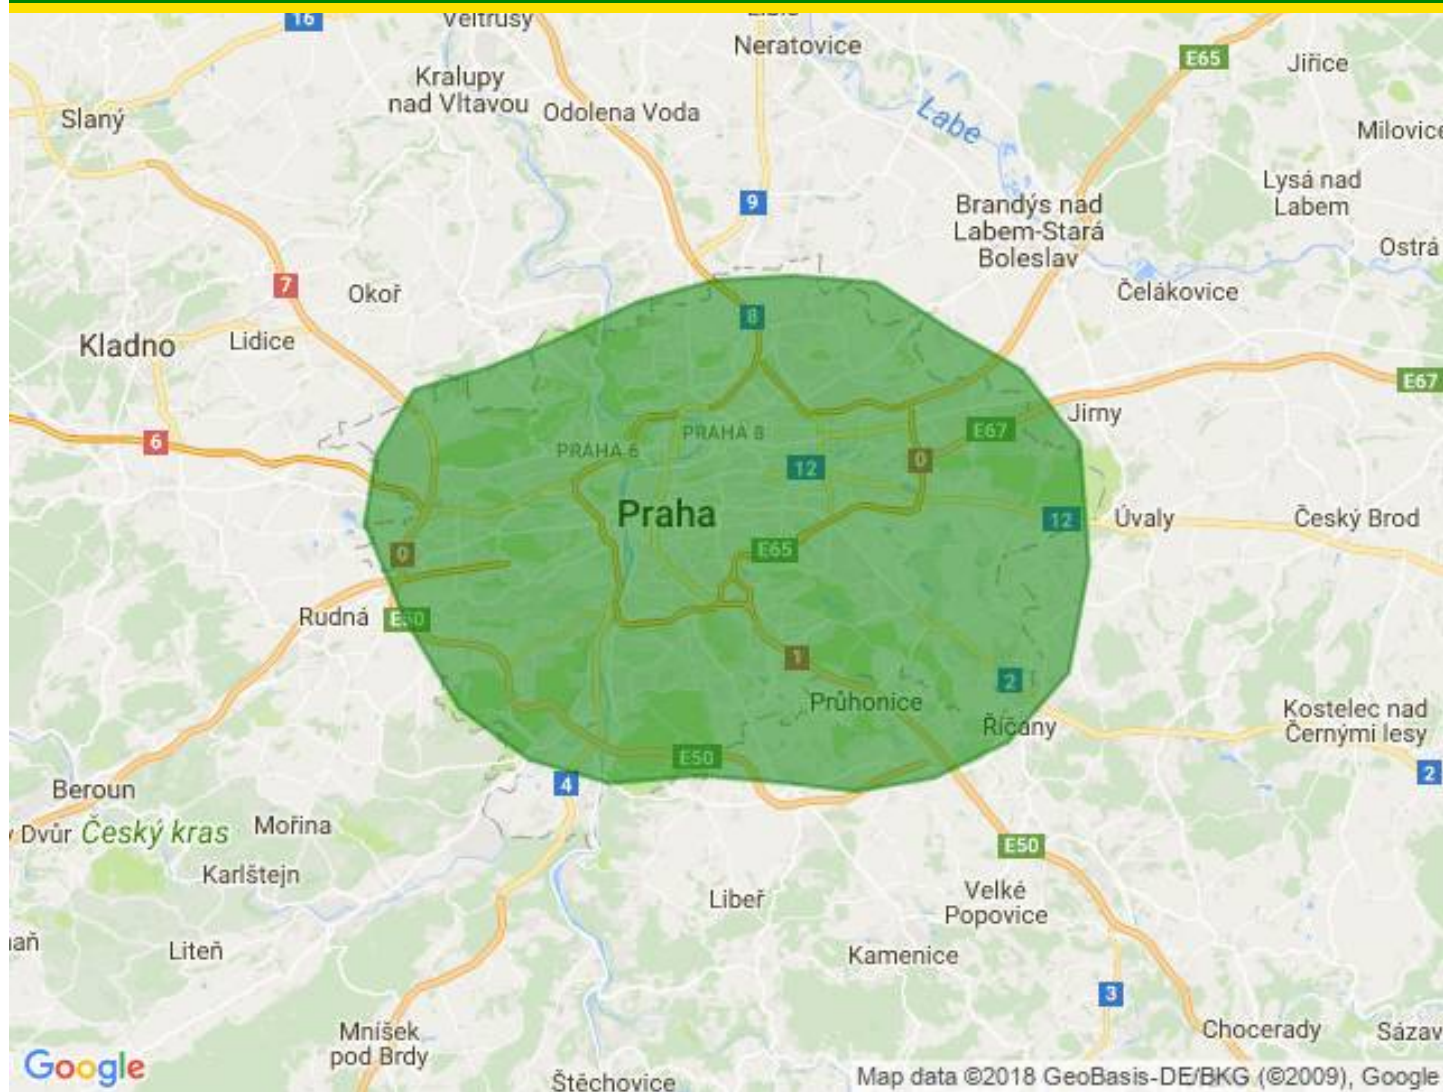 16
Veltrusy
Neratovice
E65
Jiřice
Kralupy
nad Vltavou
Odolena Voda
Slaný
Labe
Milovice
Lysá nad
Labem
9
Brandýs nad
Labem-Stará
Boleslav
Ostrá
7
Okoř
Čelákovice
8
Kladno
Lidice
E67
Jirny
6
PRAHA 8
E67
PRAHA 6
12
0
Praha
12
Úvaly
Český Brod
0
E65
Rudná
E50
1
2
Průhonice
Říčany
Kostelec nad
Černými lesy
E50
2
Beroun
4
Dvůr
Český kras
Mořina
E50
Karlštejn
Libeř
Velké
Popovice
Liteň
Kamenice
3
Mníšek
pod Brdy
Chocerady
Sázav
Google
Štěchovice
Map data ©2018 GeoBasis-DE/BKG (©2009), Google